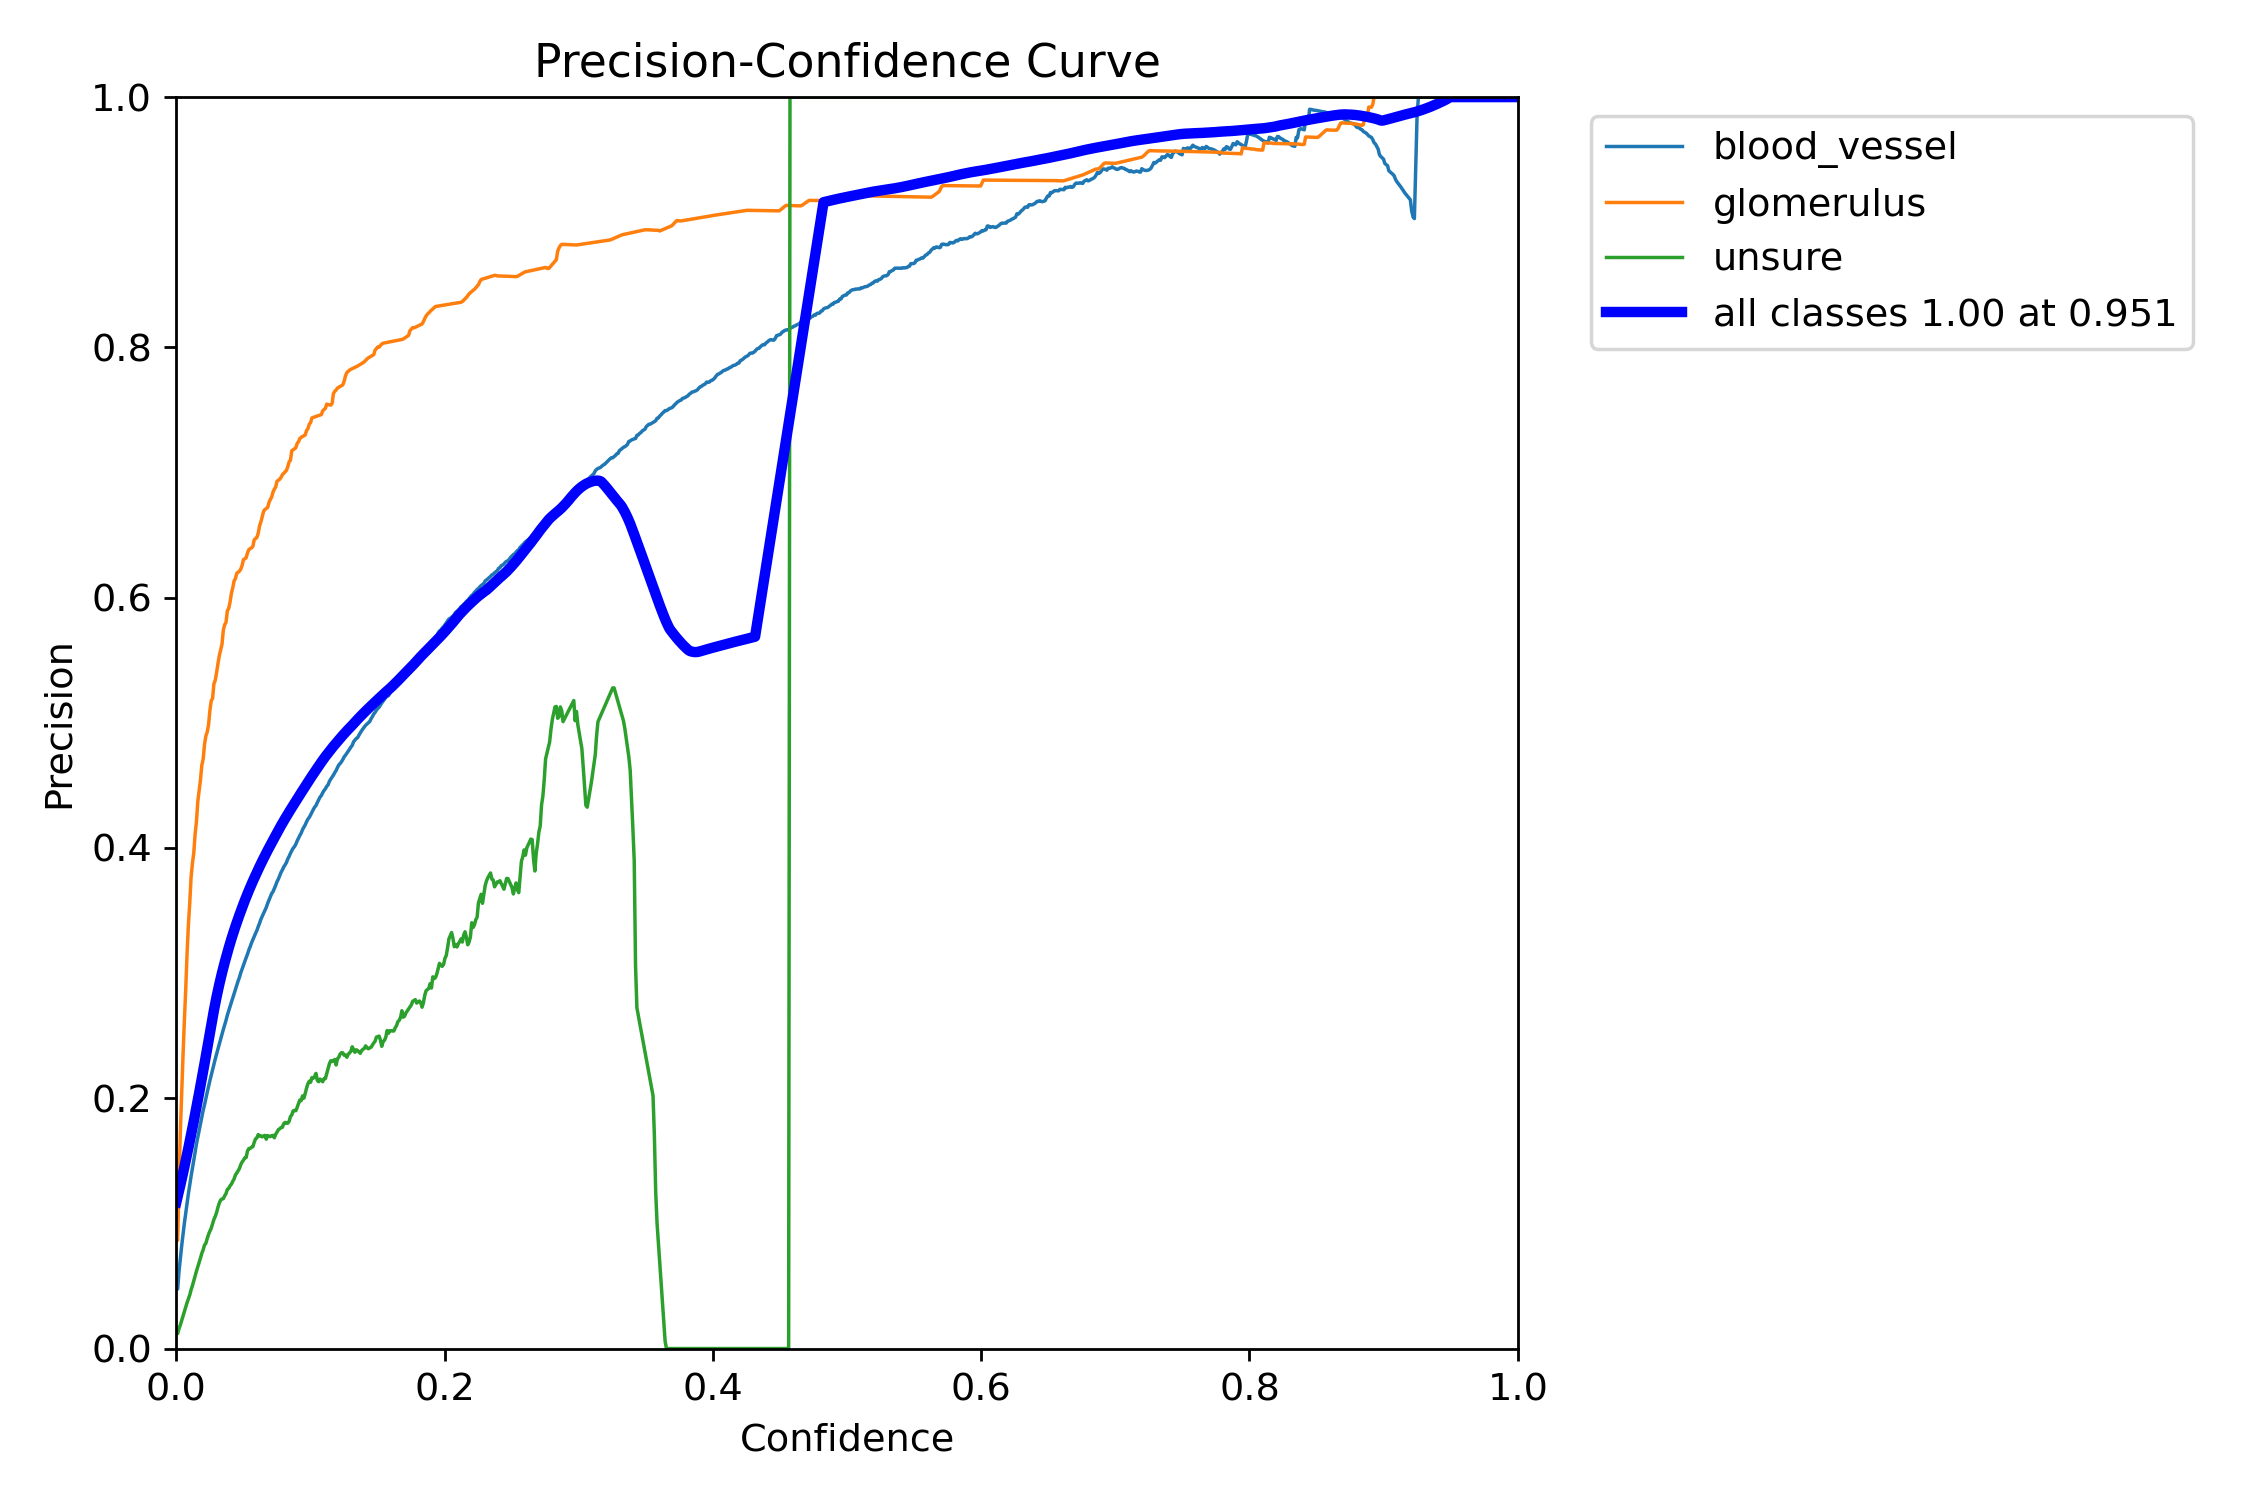 Precision-Confidence Curve
1.0
0.8
0.6
0.4
0.2
0.0
Precision
0.0 0.2 0.4 0.6 0.8 1.0
Confidence
blood_vessel
glomerulus
unsure
all classes 1.00 at 0.951